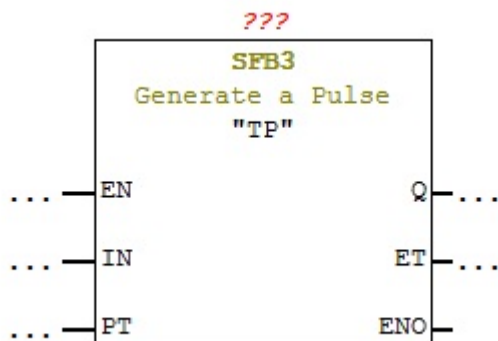 ???
SFB3
Generate a Pulse
"TP"
... EN Q ...
... IN ET ...
... PT ENO